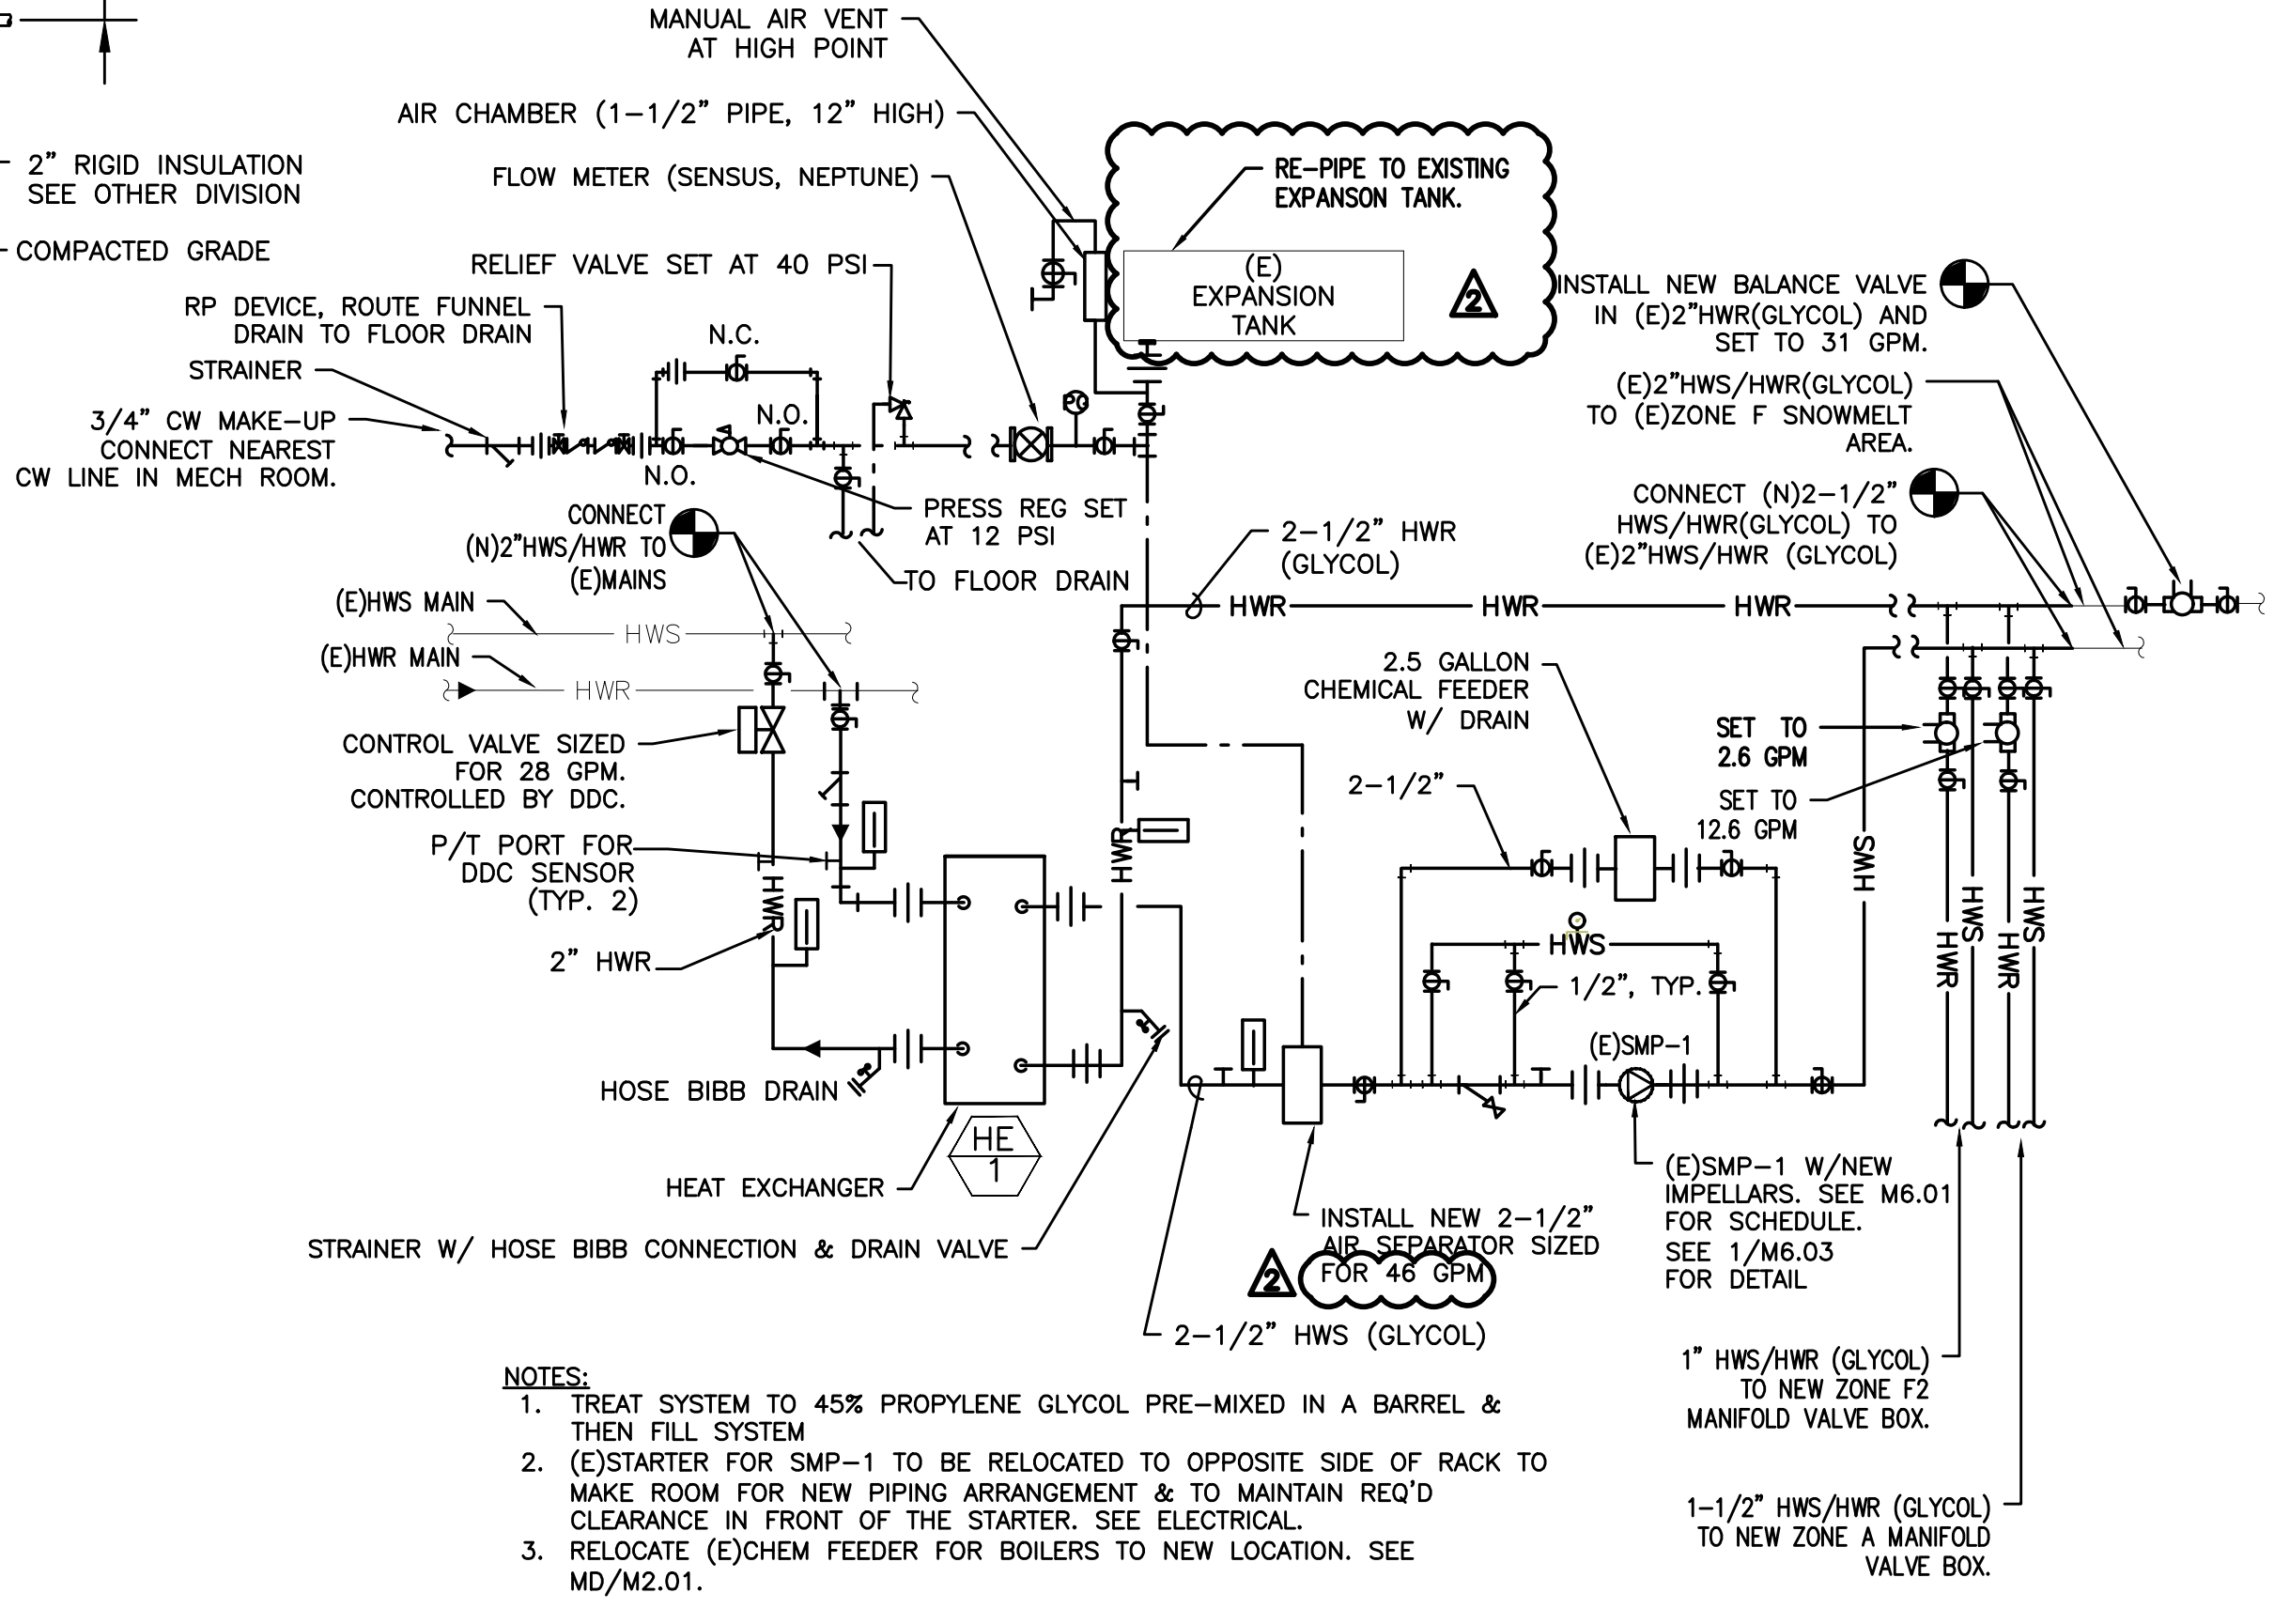 MANUAL AIR VENT
AT HIGH POINT
AIR CHAMBER (1-1/2" PIPE, 12" HIGH)
2" RIGID INSULATION
SEE OTHER DIVISION
FLOW METER (SENSUS, NEPTUNE)
RE-PIPE TO EXISTING
EXPANSON TANK.
COMPACTED GRADE
RELIEF VALVE SET AT 40 PSI
(E)
EXPANSION
TANK
2
INSTALL NEW BALANCE VALVE
IN (E)2"HWR(GLYCOL) AND
SET TO 31 GPM.
RP DEVICE, ROUTE FUNNEL
DRAIN TO FLOOR DRAIN
N.C.
STRAINER
3/4" CW MAKE-UP
CONNECT NEAREST
CW LINE IN MECH ROOM.
N.O.
N.O.
(E)2"HWS/HWR(GLYCOL)
TO (E)ZONE F SNOWMELT
AREA.
CONNECT
(N)2"HWS/HWR TO
(E)MAINS
PRESS REG SET
AT 12 PSI
TO FLOOR DRAIN
2-1/2" HWR
(GLYCOL)
CONNECT (N)2-1/2"
HWS/HWR(GLYCOL) TO
(E)2"HWS/HWR (GLYCOL)
(E)HWS MAIN
HWS
HWR
HWR
HWR
(E)HWR MAIN
HWR
2.5 GALLON
CHEMICAL FEEDER
W/ DRAIN
CONTROL VALVE SIZED
FOR 28 GPM.
CONTROLLED BY DDC.
SET TO
2.6 GPM
2-1/2"
SET TO
12.6 GPM
P/T PORT FOR
DDC SENSOR
(TYP. 2)
HWR
HWR
HWS
2" HWR
HWS
HWR
HWS
HWR
HWS
1/2", TYP.
(E)SMP-1
HOSE BIBB DRAIN
HE
1
HEAT EXCHANGER
(E)SMP-1 W/NEW
IMPELLARS. SEE M6.01
FOR SCHEDULE.
SEE 1/M6.03
FOR DETAIL
STRAINER W/ HOSE BIBB CONNECTION & DRAIN VALVE
INSTALL NEW 2-1/2"
AIR SEPARATOR SIZED
FOR 46 GPM
2
2-1/2" HWS (GLYCOL)
1" HWS/HWR (GLYCOL)
TO NEW ZONE F2
MANIFOLD VALVE BOX.
NOTES:
1. TREAT SYSTEM TO 45% PROPYLENE GLYCOL PRE-MIXED IN A BARREL &
THEN FILL SYSTEM
2. (E)STARTER FOR SMP-1 TO BE RELOCATED TO OPPOSITE SIDE OF RACK TO
MAKE ROOM FOR NEW PIPING ARRANGEMENT & TO MAINTAIN REQ'D
CLEARANCE IN FRONT OF THE STARTER. SEE ELECTRICAL.
3. RELOCATE (E)CHEM FEEDER FOR BOILERS TO NEW LOCATION. SEE
MD/M2.01.
1-1/2" HWS/HWR (GLYCOL)
TO NEW ZONE A MANIFOLD
VALVE BOX.